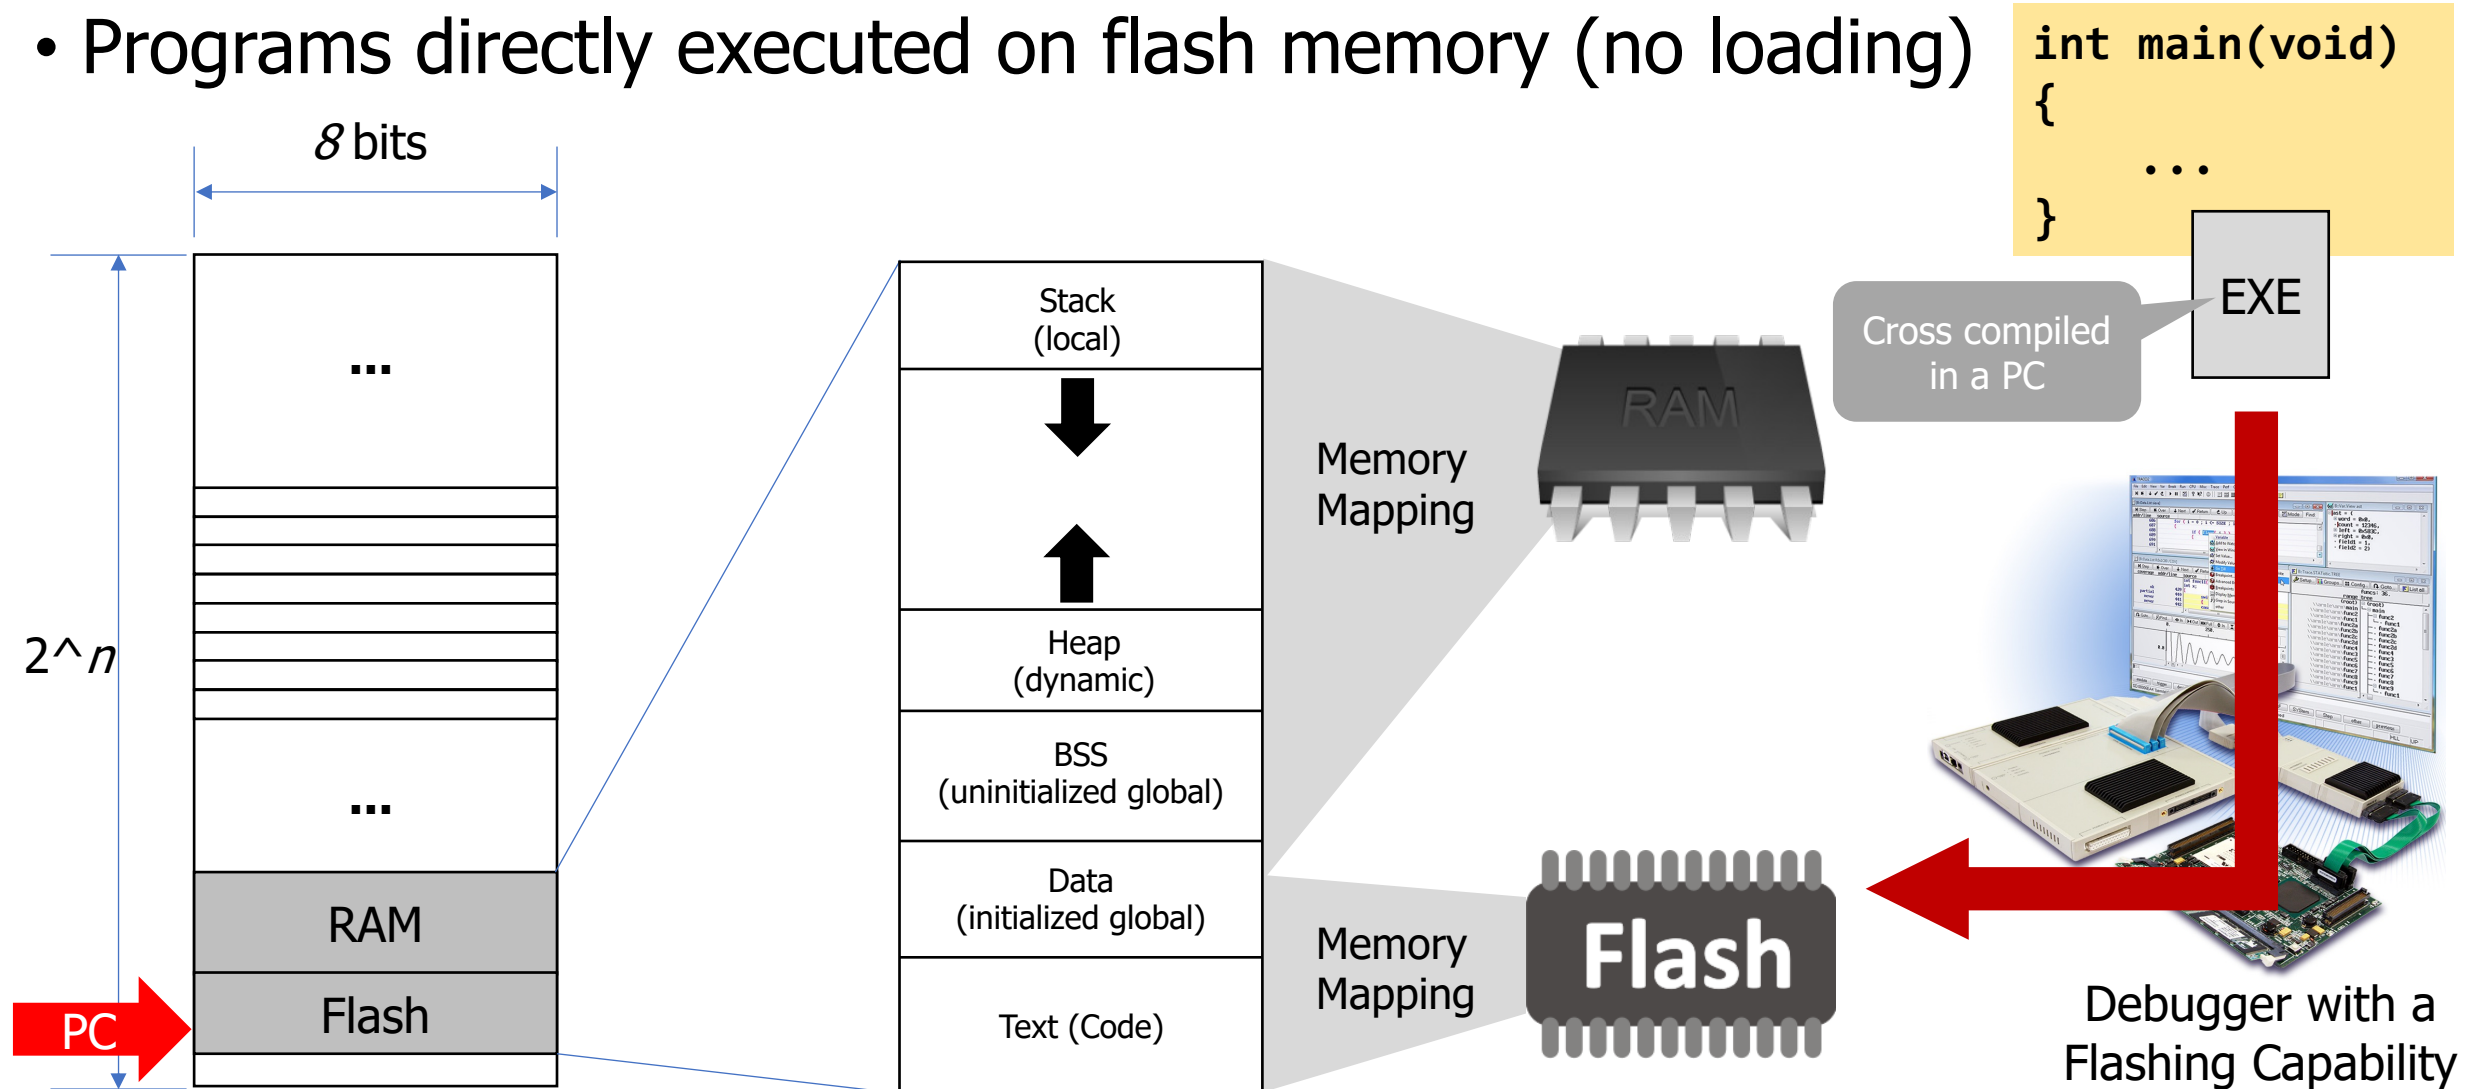 • Programs directly executed on flash memory (no loading)
int main(void)
{
...
}
EXE
Cross compiled
in a PC
8 bits
2^n
...
...
RAM
Flash
PC
Stack
(local)
Heap
(dynamic)
BSS
(uninitialized global)
Data
(initialized global)
Text (Code)
Memory
Mapping
RAM
Memory
Mapping
Flash
Debugger with a
Flashing Capability